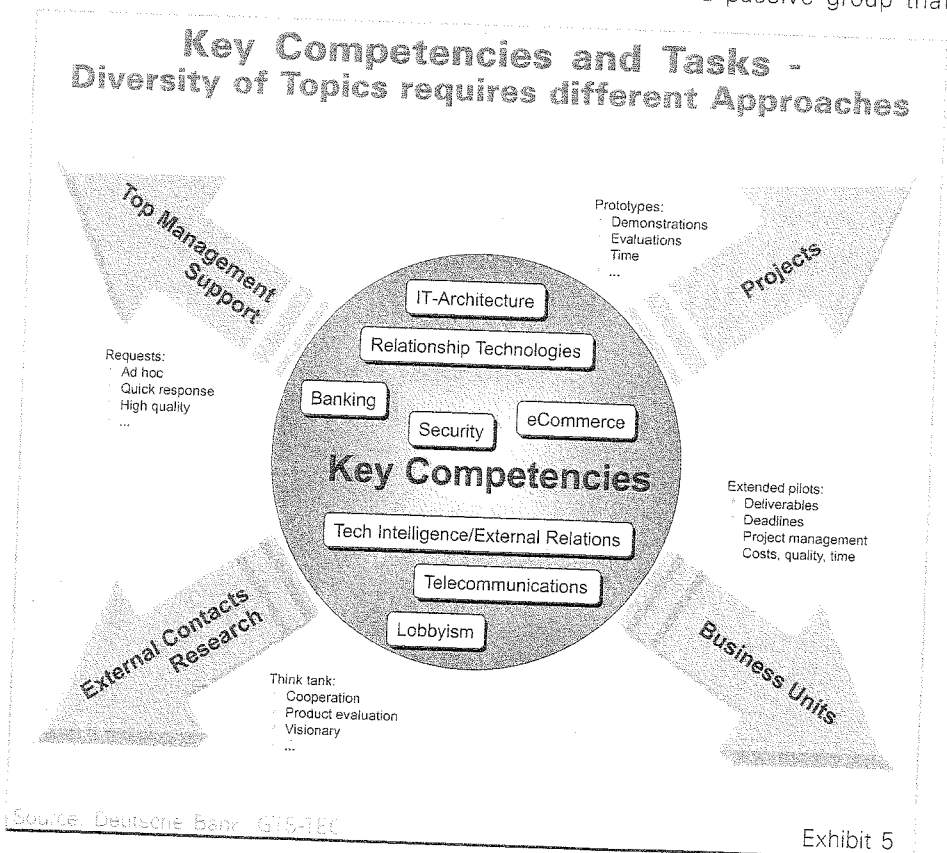 passive group that
Key Competencies and Tasks -
Diversity of Topics requires different Approaches
Top Management
Support
Prototypes:
Demonstrations
Evaluations
Time
...
Projects
Requests:
Ad hoc
Quick response
High quality
...
IT-Architecture
Relationship Technologies
Banking
Security
eCommerce
Key Competencies
Tech Intelligence/External Relations
Telecommunications
Lobbyism
Extended pilots:
Deliverables
Deadlines
Project management
Costs, quality, time
External Contacts
Research
Think tank:
Cooperation
Product evaluation
Visionary
...
Business Units
Source: Deutsche Bank, GTS-TEC
Exhibit 5